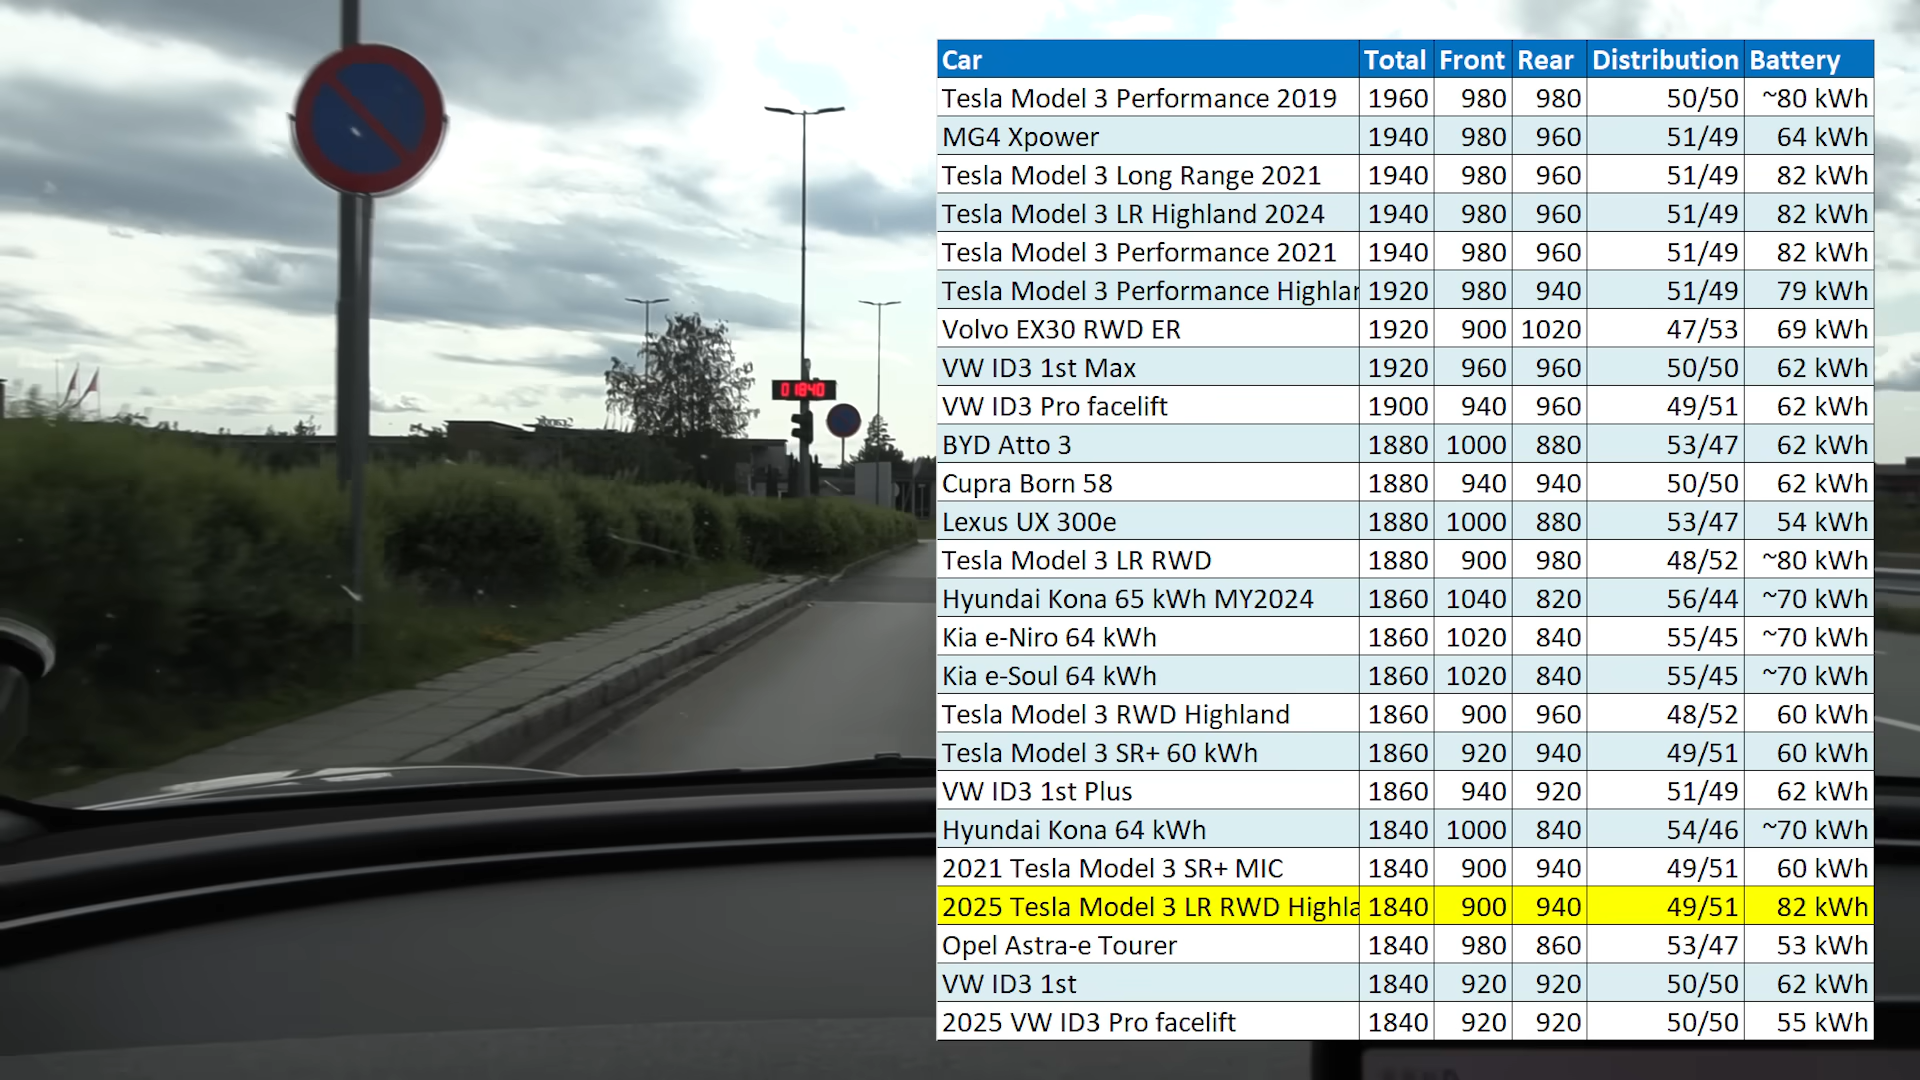 01840
Car Total Front Rear Distribution Battery
Tesla Model 3 Performance 2019 1960 980 980 50/50 ~80 kWh
MG4 Xpower 1940 980 960 51/49 64 kWh
Tesla Model 3 Long Range 2021 1940 980 960 51/49 82 kWh
Tesla Model 3 LR Highland 2024 1940 980 960 51/49 82 kWh
Tesla Model 3 Performance 2021 1940 980 960 51/49 82 kWh
Tesla Model 3 Performance Highlar 1920 980 940 51/49 79 kWh
Volvo EX30 RWD ER 1920 900 1020 47/53 69 kWh
VW ID3 1st Max 1920 960 960 50/50 62 kWh
VW ID3 Pro facelift 1900 940 960 49/51 62 kWh
BYD Atto 3 1880 1000 880 53/47 62 kWh
Cupra Born 58 1880 940 940 50/50 62 kWh
Lexus UX 300e 1880 1000 880 53/47 54 kWh
Tesla Model 3 LR RWD 1880 900 980 48/52 ~80 kWh
Hyundai Kona 65 kWh MY2024 1860 1040 820 56/44 ~70 kWh
Kia e-Niro 64 kWh 1860 1020 840 55/45 ~70 kWh
Kia e-Soul 64 kWh 1860 1020 840 55/45 ~70 kWh
Tesla Model 3 RWD Highland 1860 900 960 48/52 60 kWh
Tesla Model 3 SR+ 60 kWh 1860 920 940 49/51 60 kWh
VW ID3 1st Plus 1860 940 920 51/49 62 kWh
Hyundai Kona 64 kWh 1840 1000 840 54/46 ~70 kWh
2021 Tesla Model 3 SR+ MIC 1840 900 940 49/51 60 kWh
2025 Tesla Model 3 LR RWD Highla 1840 900 940 49/51 82 kWh
Opel Astra-e Tourer 1840 980 860 53/47 53 kWh
VW ID3 1st 1840 920 920 50/50 62 kWh
2025 VW ID3 Pro facelift 1840 920 920 50/50 55 kWh